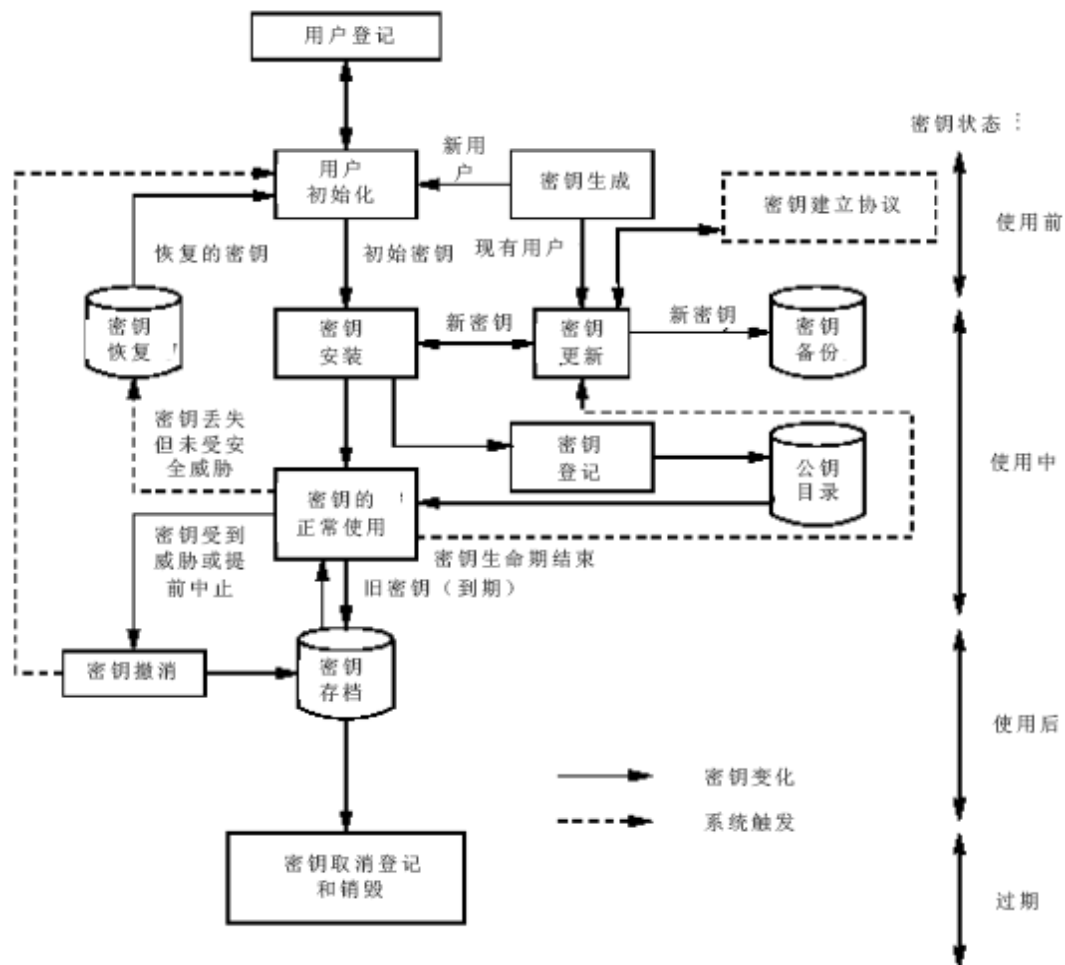 用户登记
密钥状态
新用
户
用户
初始化
密钥生成
密钥建立协议
使用前
恢复的密钥
初始密钥
现有用户
密钥
恢复
密钥
安装
新密钥
密钥
更新
新密钥
密钥
备份
密钥丢失
但未受安
全威胁
密钥
登记
公钥
目录
使用中
密钥的
正常使用
密钥受到
威胁或提
前中止
密钥生命期结束
旧密钥（到期）
密钥撤消
密钥
存档
使用后
密钥变化
系统触发
密钥取消登记
和销毁
过期